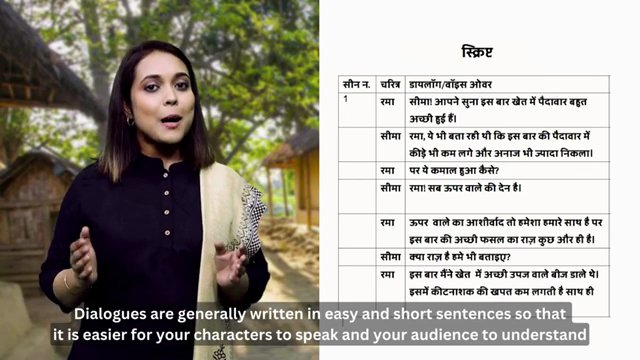 स्क्रिप्ट
सीन न. चरित्र डायलॉग/वॉइस ओवर
1 रमा सीमा! आपने सुना इस बार खेत में पैदावार बहुत
अच्छी हुई हैं।
सीमा रमा, ये भी बता रही थी कि इस बार की पैदावार में
कीड़े भी कम लगे और अनाज भी ज्यादा निकला।
रमा पर ये कमाल हुआ कैसे?
सीमा रमा! सब ऊपर वाले की देन है।
रमा ऊपर वाले का आशीर्वाद तो हमेशा हमारे साथ है पर
इस बार की अच्छी फसल का राज़ कुछ और ही है।
सीमा क्या राज़ है हमे भी बताइए?
रमा इस बार मैंने खेत में अच्छी उपज वाले बीज डाले थे।
इसमें कीटनाशक की खपत कम लगती है साथ ही
Dialogues are generally written in easy and short sentences so that
it is easier for your characters to speak and your audience to understand